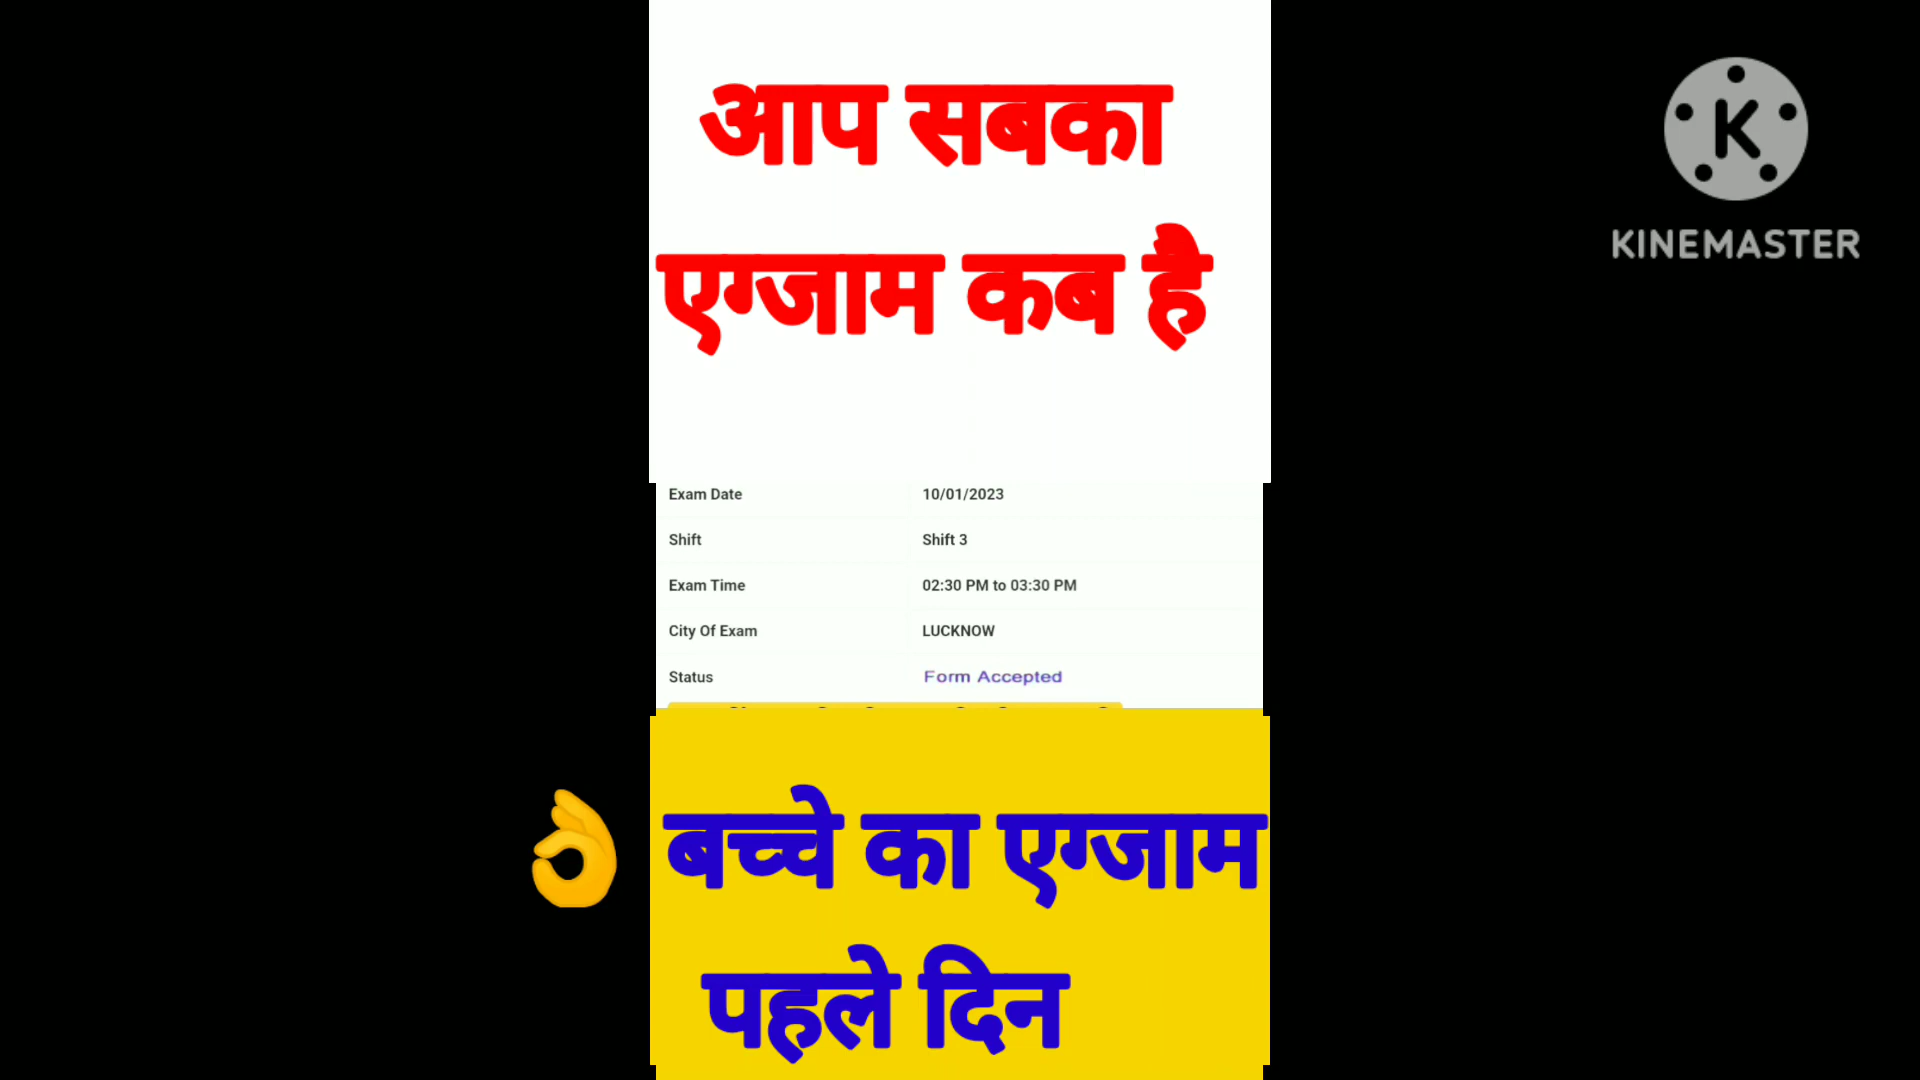 आप सबका
एग्जाम कब है
KINEMASTER
Exam Date 10/01/2023
Shift Shift 3
Exam Time 02:30 PM to 03:30 PM
City Of Exam LUCKNOW
Status Form Accepted
बच्चे का एग्जाम
पहले दिन